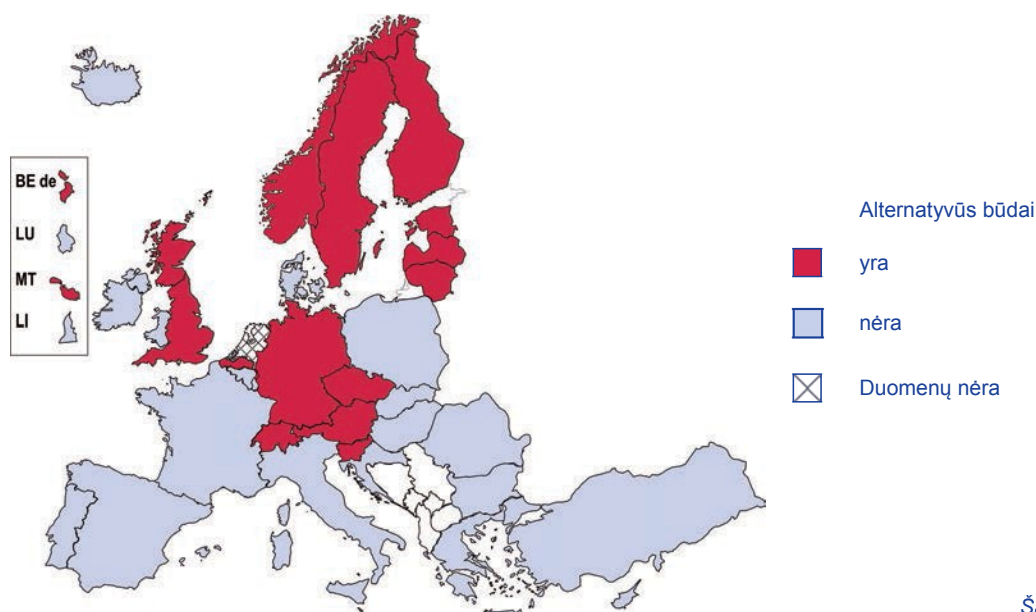 BE de
LU
MT
LI
Alternatyvūs būdai
yra
nėra
Duomenų nėra